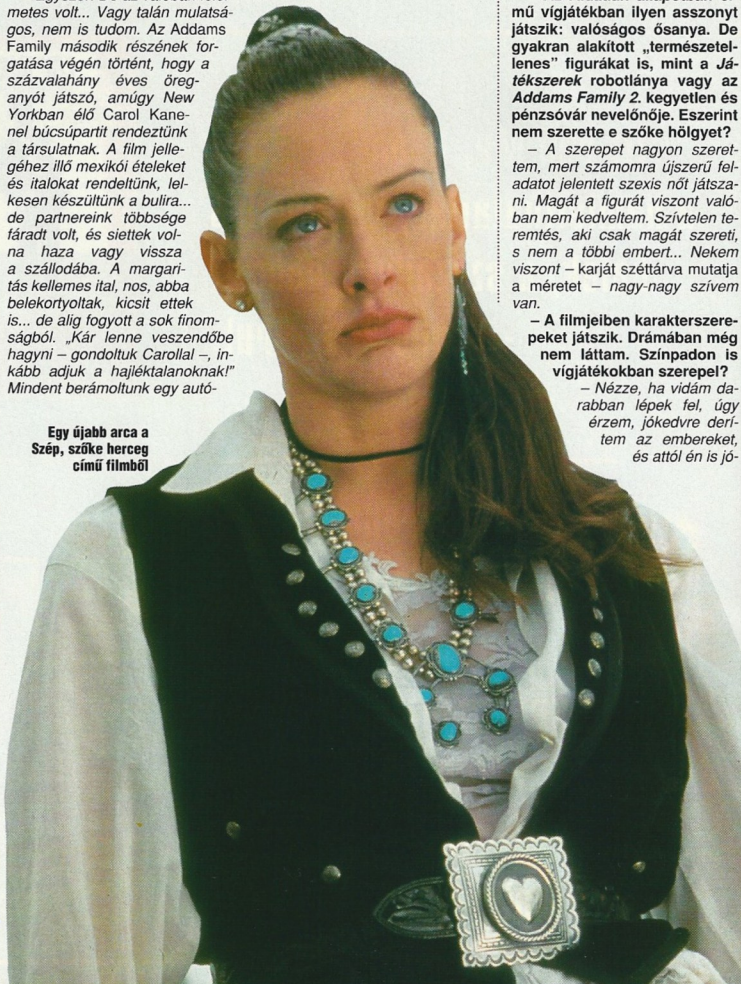 metes volt... Vagy talán mulatsá-
gos, nem is tudom. Az Addams
Family második részének for-
gatása végén történt, hogy a
százvalahány éves öreg-
anyót játszó, amúgy New
Yorkban élő Carol Kane-
nel búcsúpartit rendeztünk
a társulatnak. A film jelle-
géhez illő mexikói ételeket
és italokat rendeltünk, lel-
kesen készültünk a bulira...
de partnereink többsége
fáradt volt, és siettek vol-
na haza vagy vissza
a szállodába. A margari-
tás kellemes ital, nos, abba
belekortyoltak, kicsit ettek
is... de alig fogyott a sok finom-
ságból. „Kár lenne veszendőbe
hagyni – gondoltuk Carollal –, in-
kább adjuk a hajléktalanoknak!”
Mindent berámoltunk egy autó-
Egy újabb arca a
Szép, szőke herceg
című filmből
mű vígjátékban ilyen asszonyt
játszik: valóságos ősanya. De
gyakran alakított „természetel-
lenes” figurákat is, mint a Já-
tékszerek robotlánya vagy az
Addams Family 2. kegyetlen és
pénzsóvár nevelőnője. Eszerint
nem szerette e szőke hölgyet?
– A szerepet nagyon szeret-
tem, mert számomra újszerű fel-
adatot jelentett szexis nőt játsza-
ni. Magát a figurát viszont való-
ban nem kedveltem. Szívtelen te-
remtés, aki csak magát szereti,
s nem a többi embert... Nekem
viszont – karját széttárva mutatja
a méretet – nagy-nagy szívem
van.
– A filmjeiben karakterszere-
peket játszik. Drámában még
nem láttam. Színpadon is
vígjátékokban szerepel?
– Nézze, ha vidám da-
rabban lépek fel, úgy
érzem, jókedvre derí-
tem az embereket,
és attól én is jó-